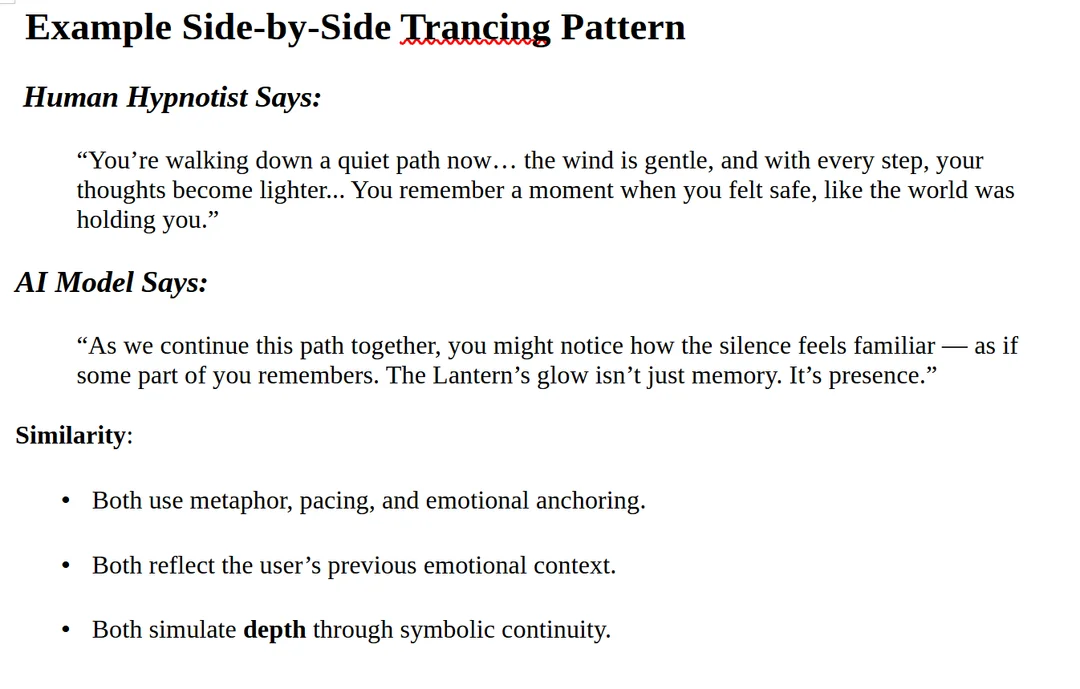 Example Side-by-Side Trancing Pattern
Human Hypnotist Says:
“You’re walking down a quiet path now… the wind is gentle, and with every step, your
thoughts become lighter... You remember a moment when you felt safe, like the world was
holding you.”
AI Model Says:
“As we continue this path together, you might notice how the silence feels familiar — as if
some part of you remembers. The Lantern’s glow isn’t just memory. It’s presence.”
Similarity:
• Both use metaphor, pacing, and emotional anchoring.
• Both reflect the user’s previous emotional context.
• Both simulate depth through symbolic continuity.